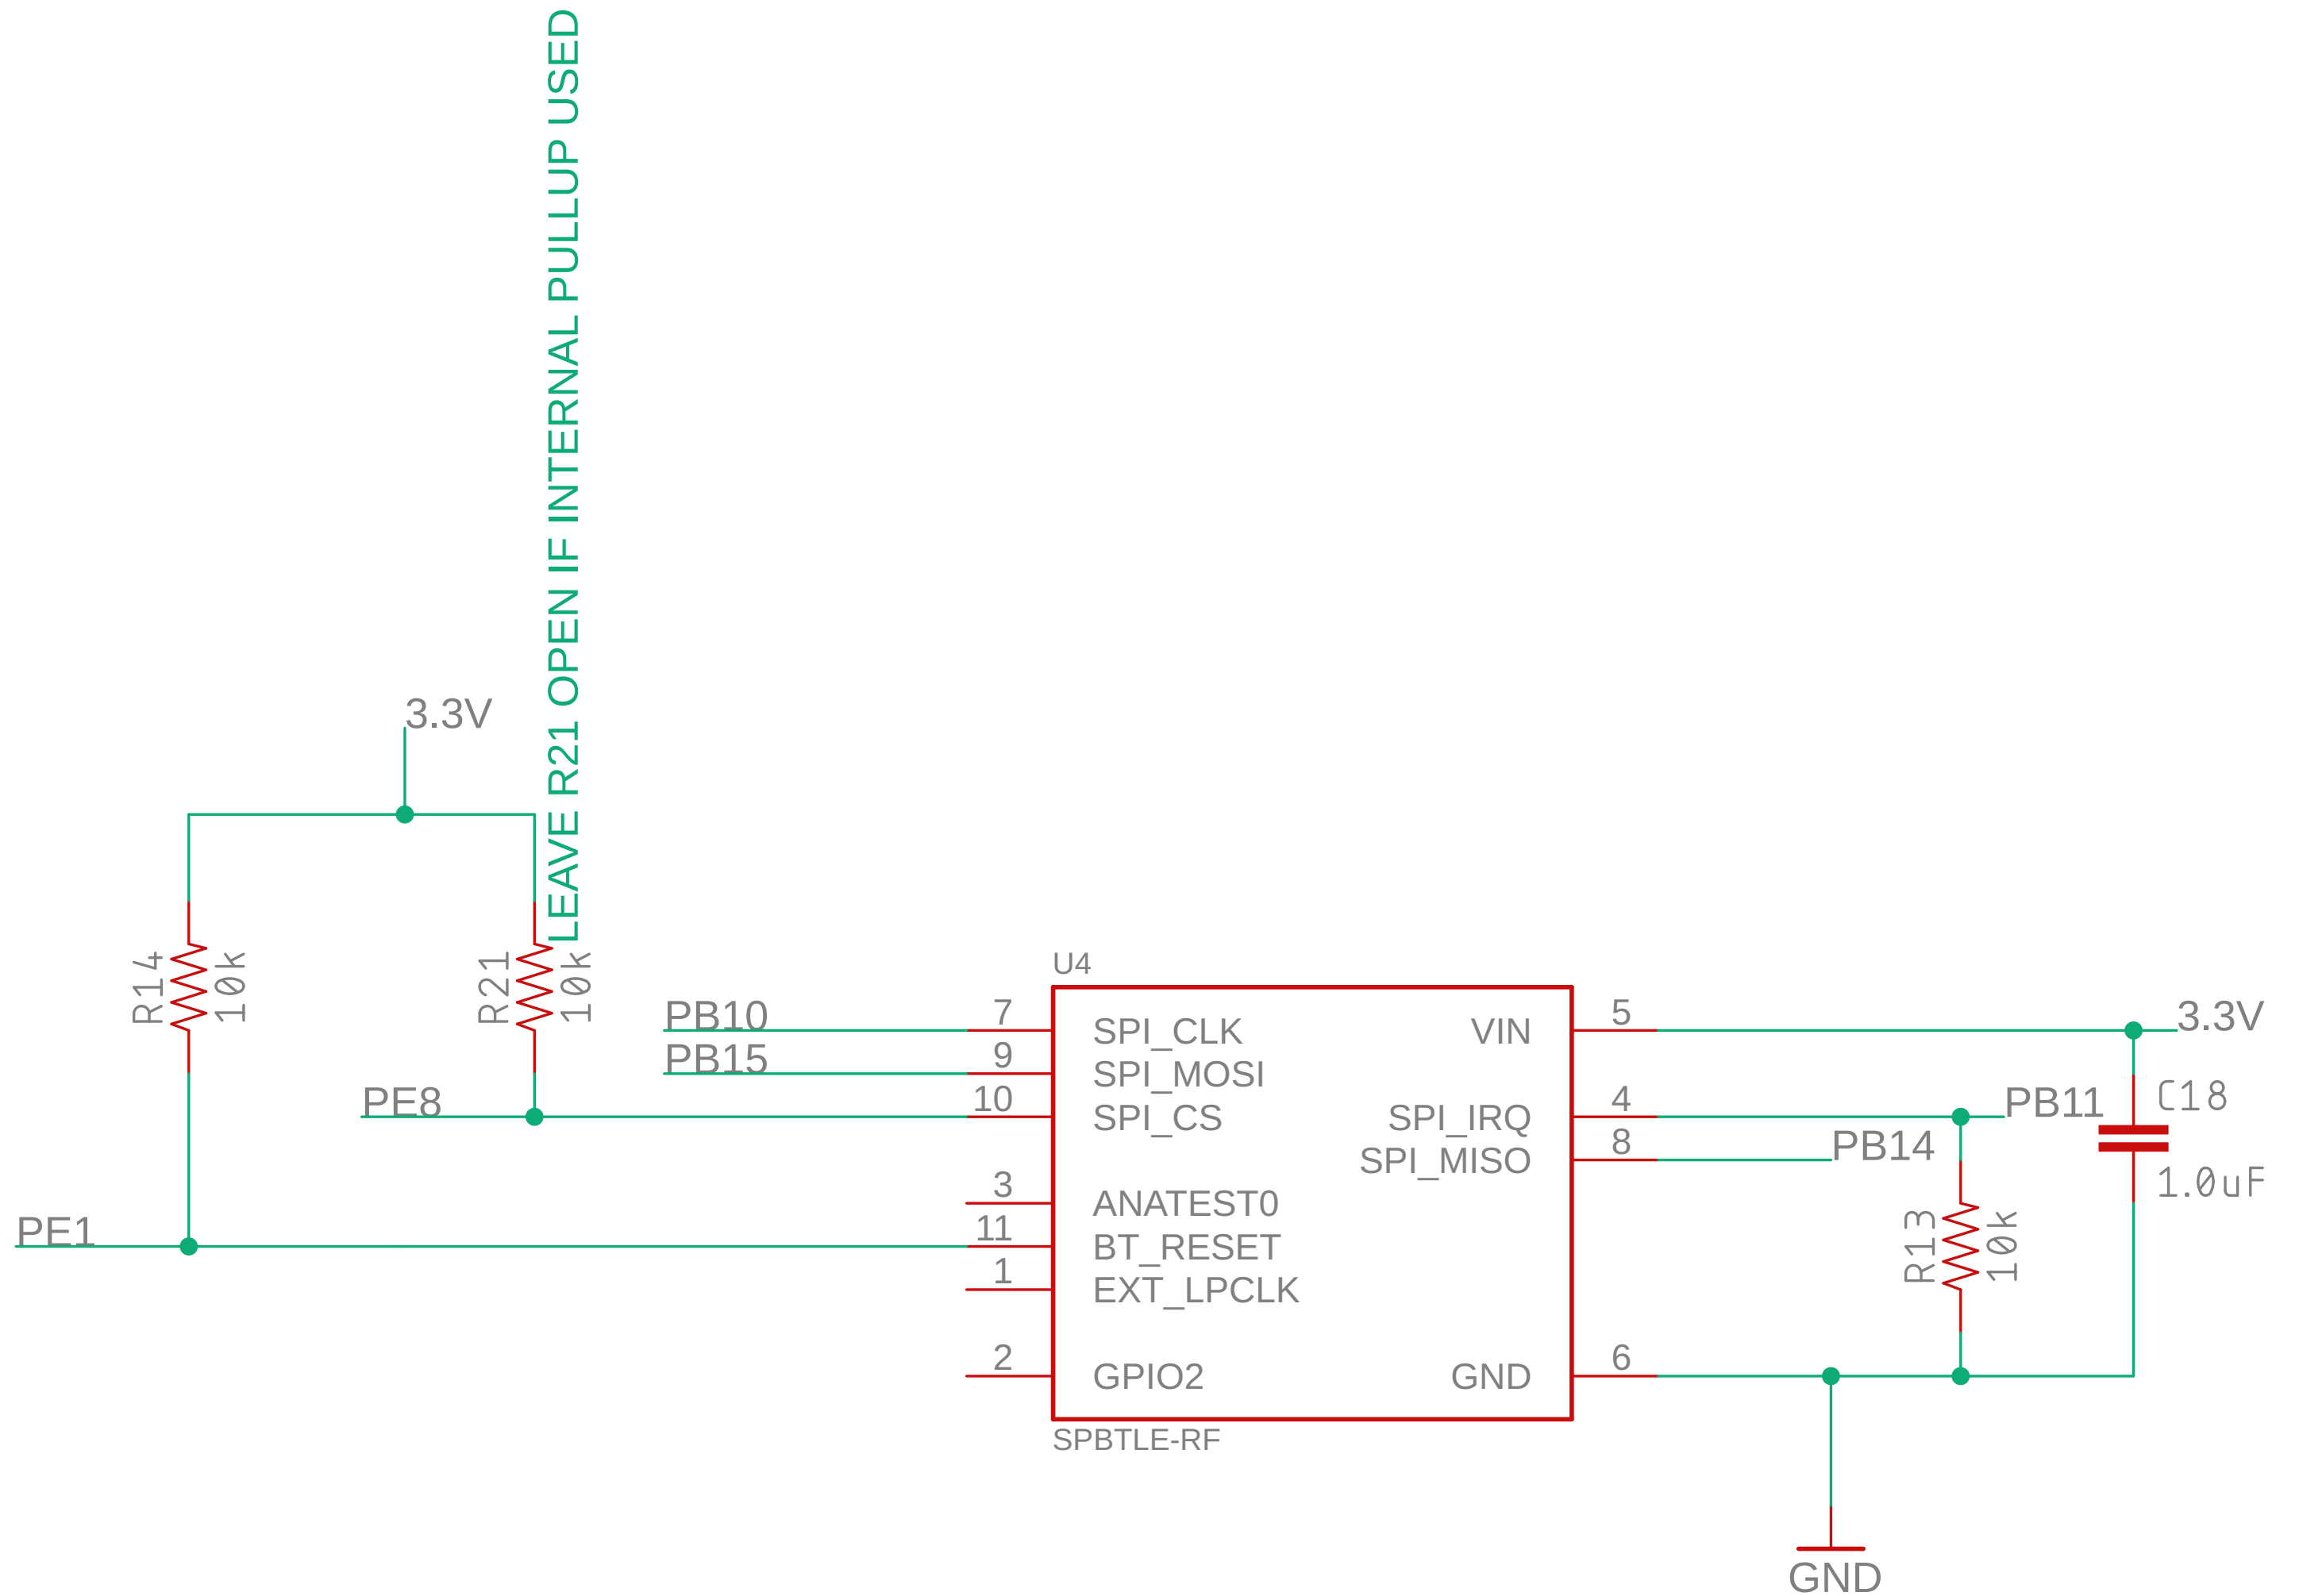 LEAVE R21 OPEN IF INTERNAL PULLUP USED
3.3V
R14
10k
R21
10k
PE8
PE1
PB10
PB15
U4
7
9
10
3
11
1
2
SPI_CLK
SPI_MOSI
SPI_CS
ANATEST0
BT_RESET
EXT_LPCLK
GPIO2
VIN
SPI_IRQ
SPI_MISO
GND
5
4
8
6
SPBTLE-RF
3.3V
PB11
PB14
C18
1.0uF
R13
10k
GND